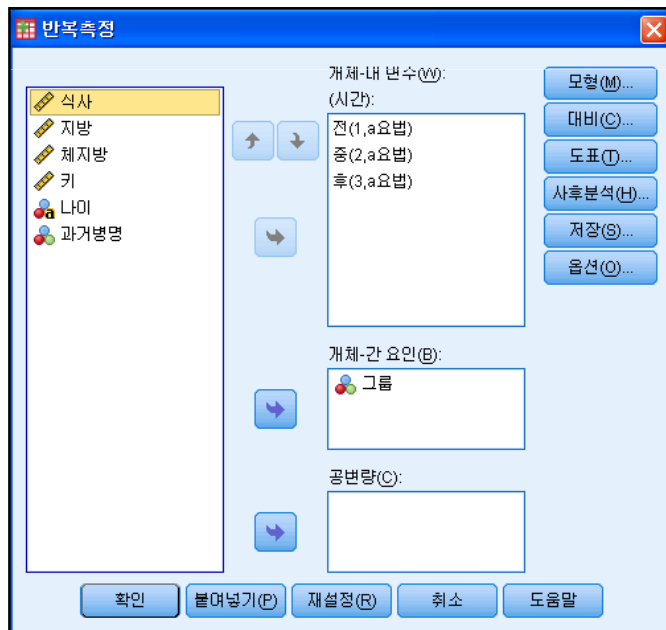 반복측정
식사
지방
체지방
키
나이
과거병명
개체-내 변수(W):
(시간):
전(1,a요법)
중(2,a요법)
후(3,a요법)
개체-간 요인(B):
그룹
공변량(C):
모형(M)...
대비(C)...
도표(T)...
사후분석(H)...
저장(S)...
옵션(O)...
확인
붙여넣기(P)
재설정(R)
취소
도움말